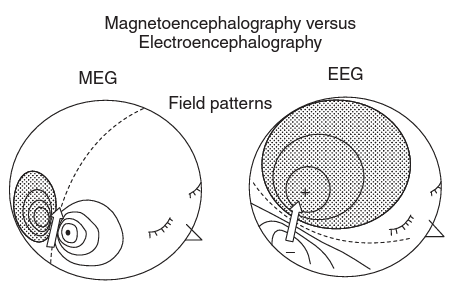 Magnetoencephalography versus
Electroencephalography
MEG
EEG
Field patterns
+
−